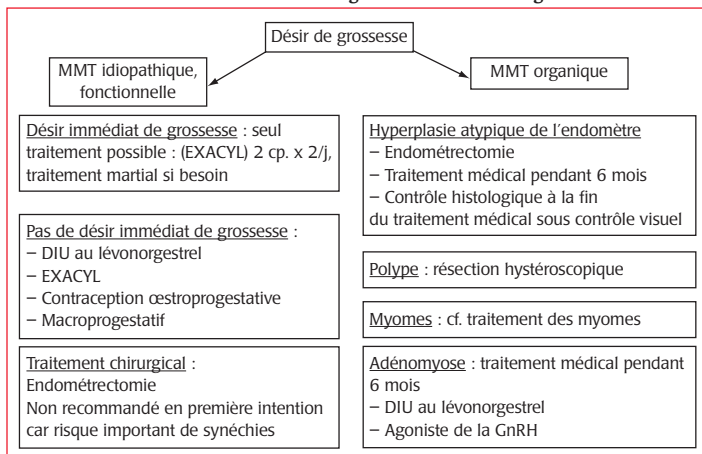 Désir de grossesse
MMT idiopathique,
fonctionnelle
MMT organique
Désir immédiat de grossesse : seul
traitement possible : (EXACYL) 2 cp. x 2/j,
traitement martial si besoin
Pas de désir immédiat de grossesse :
– DIU au lévonorgestrel
– EXACYL
– Contraception œstroprogestative
– Macroprogestatif
Traitement chirurgical :
Endométrectomie
Non recommandé en première intention
car risque important de synéchies
Hyperplasie atypique de l'endomètre
– Endométrectomie
– Traitement médical pendant 6 mois
– Contrôle histologique à la fin
du traitement médical sous contrôle visuel
Polype : résection hystéroscopique
Myomes : cf. traitement des myomes
Adénomyose : traitement médical pendant
6 mois
– DIU au lévonorgestrel
– Agoniste de la GnRH